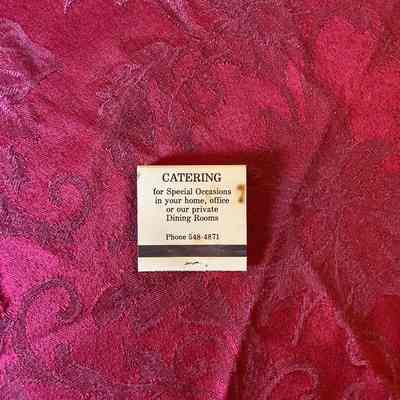 CATERING
for Special Occasions
in your home, office
or our private
Dining Rooms
Phone 548-4871